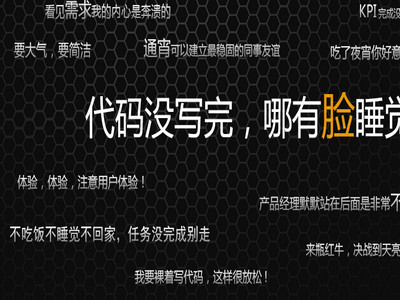 看见需求我的内心是奔溃的
KPI 完成没
要大气，要简洁
通宵可以建立最稳固的同事友谊
吃了夜宵你好意
代码没写完，哪有脸睡觉
体验，体验，注意用户体验！
产品经理默默站在后面是非常不
不吃饭不睡觉不回家，任务没完成别走
来瓶红牛，决战到天亮
我要裸着写代码，这样很放松！